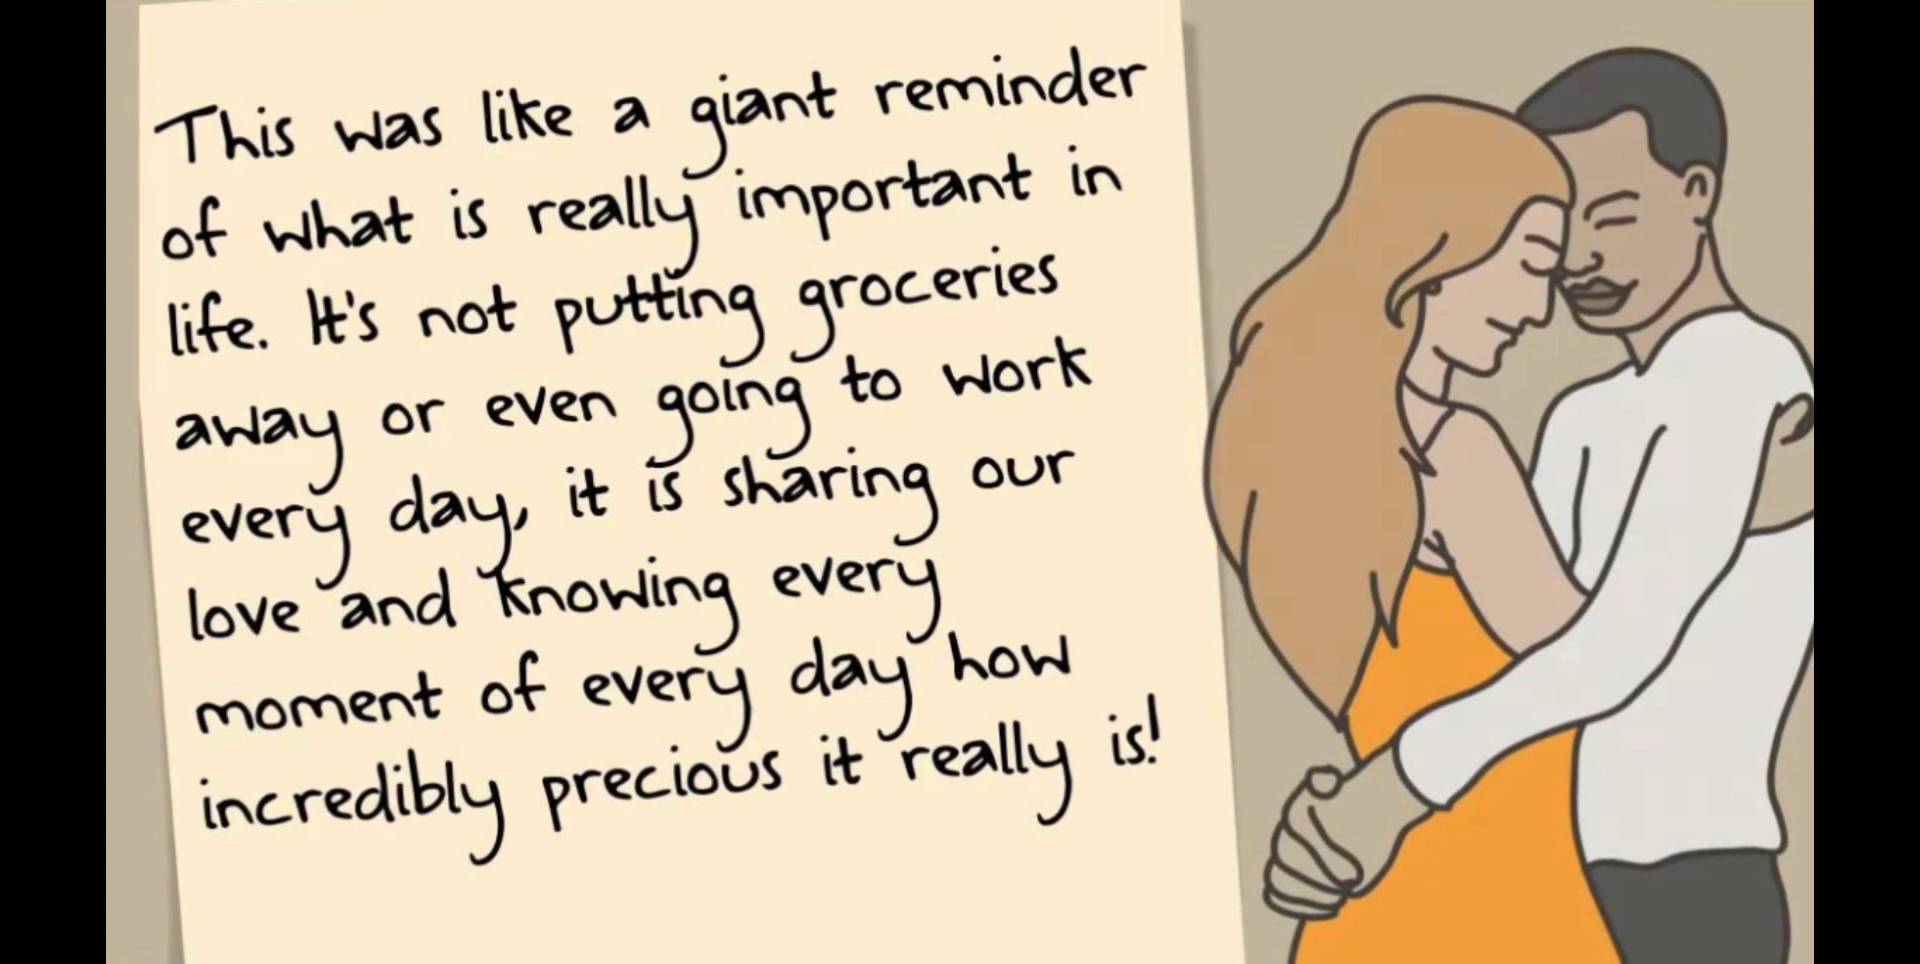 This was like a giant reminder
of what is really important in
life. It's not putting groceries
away or even going to work
every day, it is sharing our
love and knowing every
moment of every day how
incredibly precious it really is!